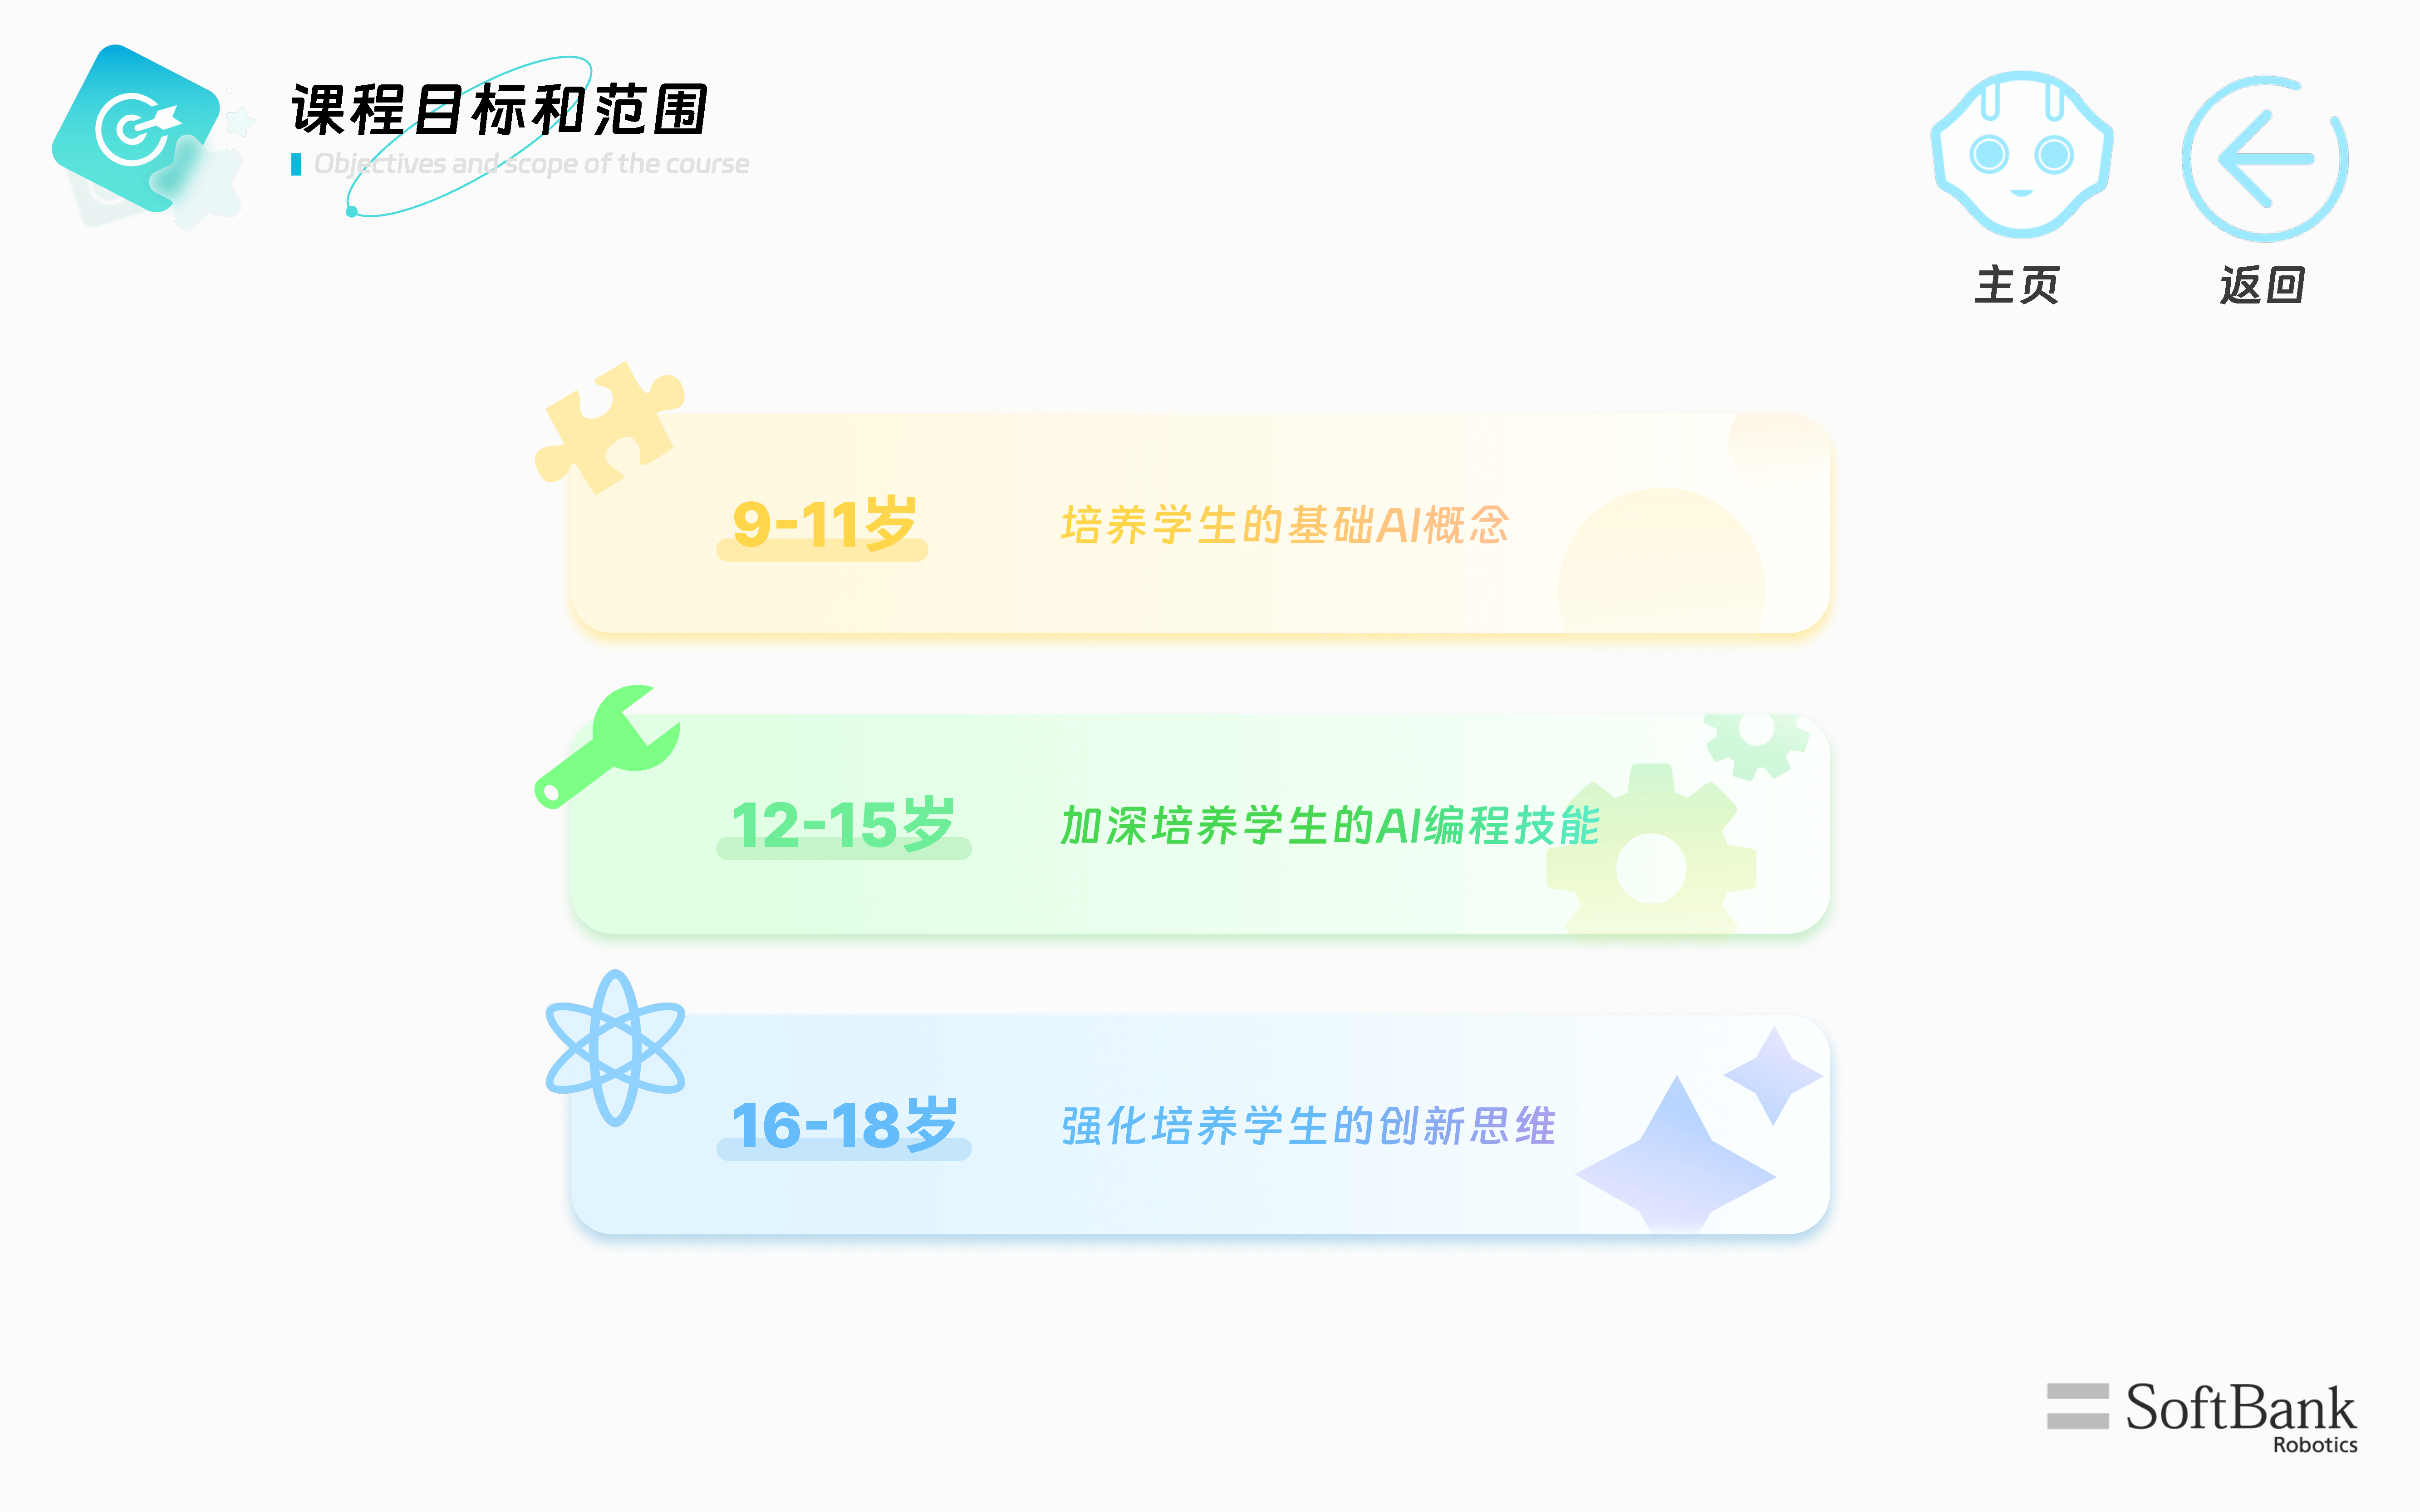 课程目标和范围
Objectives and scope of the course
主页
返回
9-11岁
培养学生的基础AI概念
12-15岁
加深培养学生的AI编程技能
16-18岁
强化培养学生的创新思维
SoftBank
Robotics